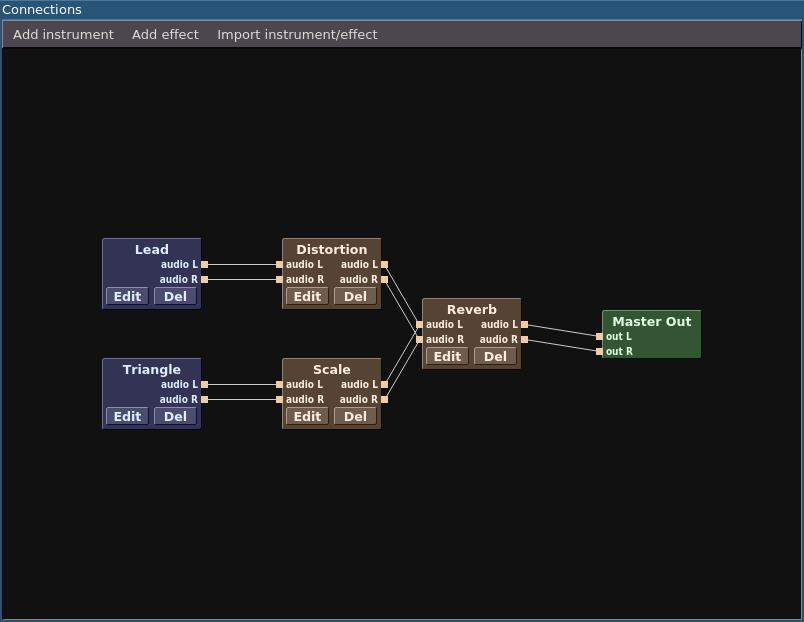 Connections
Add instrument Add effect Import instrument/effect
Lead
audio L
audio R
Edit Del
Distortion
audio L audio L
audio R audio R
Edit Del
Triangle
audio L
audio R
Edit Del
Scale
audio L audio L
audio R audio R
Edit Del
Reverb
audio L audio L
audio R audio R
Edit Del
Master Out
out L
out R